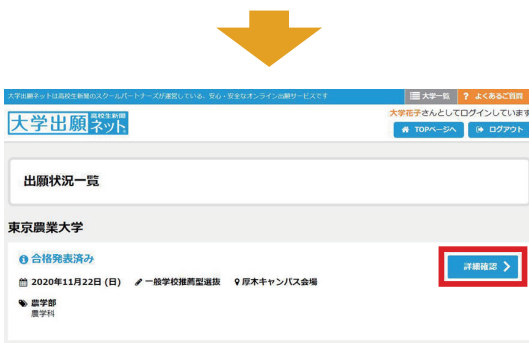 大学出願ネットは高校生新聞のスクールパートナーズが運営している、安心・安全なオンライン出願サービスです
大学一覧
? よくあるご質問
大学出願
高校生新聞
ネット
大学花子さんとしてログインしています
TOPページへ
ログアウト
出願状況一覧
東京農業大学
合格発表済み
2020年11月22日 (日)
一般学校推薦型選抜
厚木キャンパス会場
農学部
農学科
詳細確認